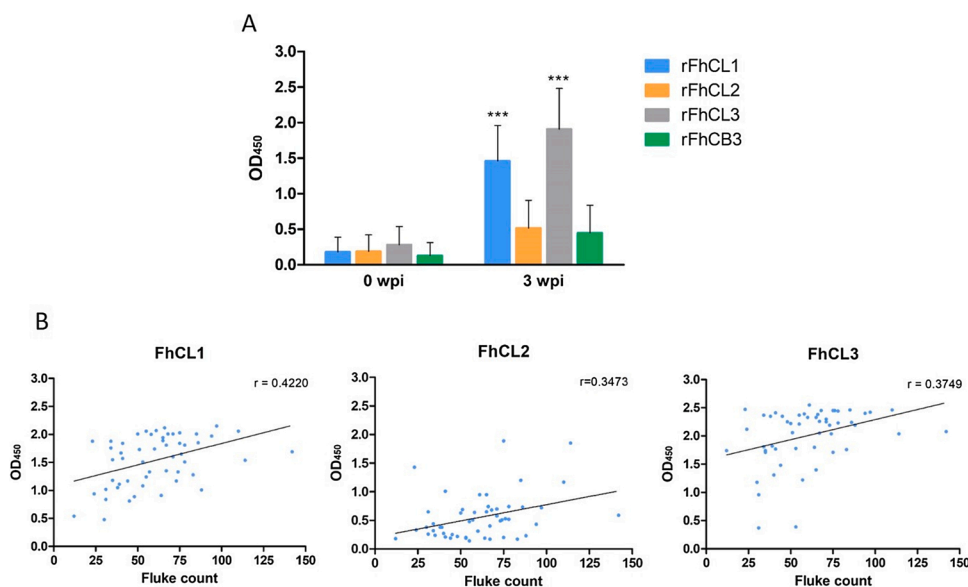 A
3.0
2.5
2.0
1.5
1.0
0.5
0.0
OD450
***
***
0 wpi
3 wpi
rFhCL1
rFhCL2
rFhCL3
rFhCB3
B
FhCL1
r = 0.4220
3.0
2.5
2.0
1.5
1.0
0.5
0.0
OD450
0 25 50 75 100 125 150
Fluke count
FhCL2
r=0.3473
3.0
2.5
2.0
1.5
1.0
0.5
0.0
OD450
0 25 50 75 100 125 150
Fluke count
FhCL3
r = 0.3749
3.0
2.5
2.0
1.5
1.0
0.5
0.0
OD450
0 25 50 75 100 125 150
Fluke count